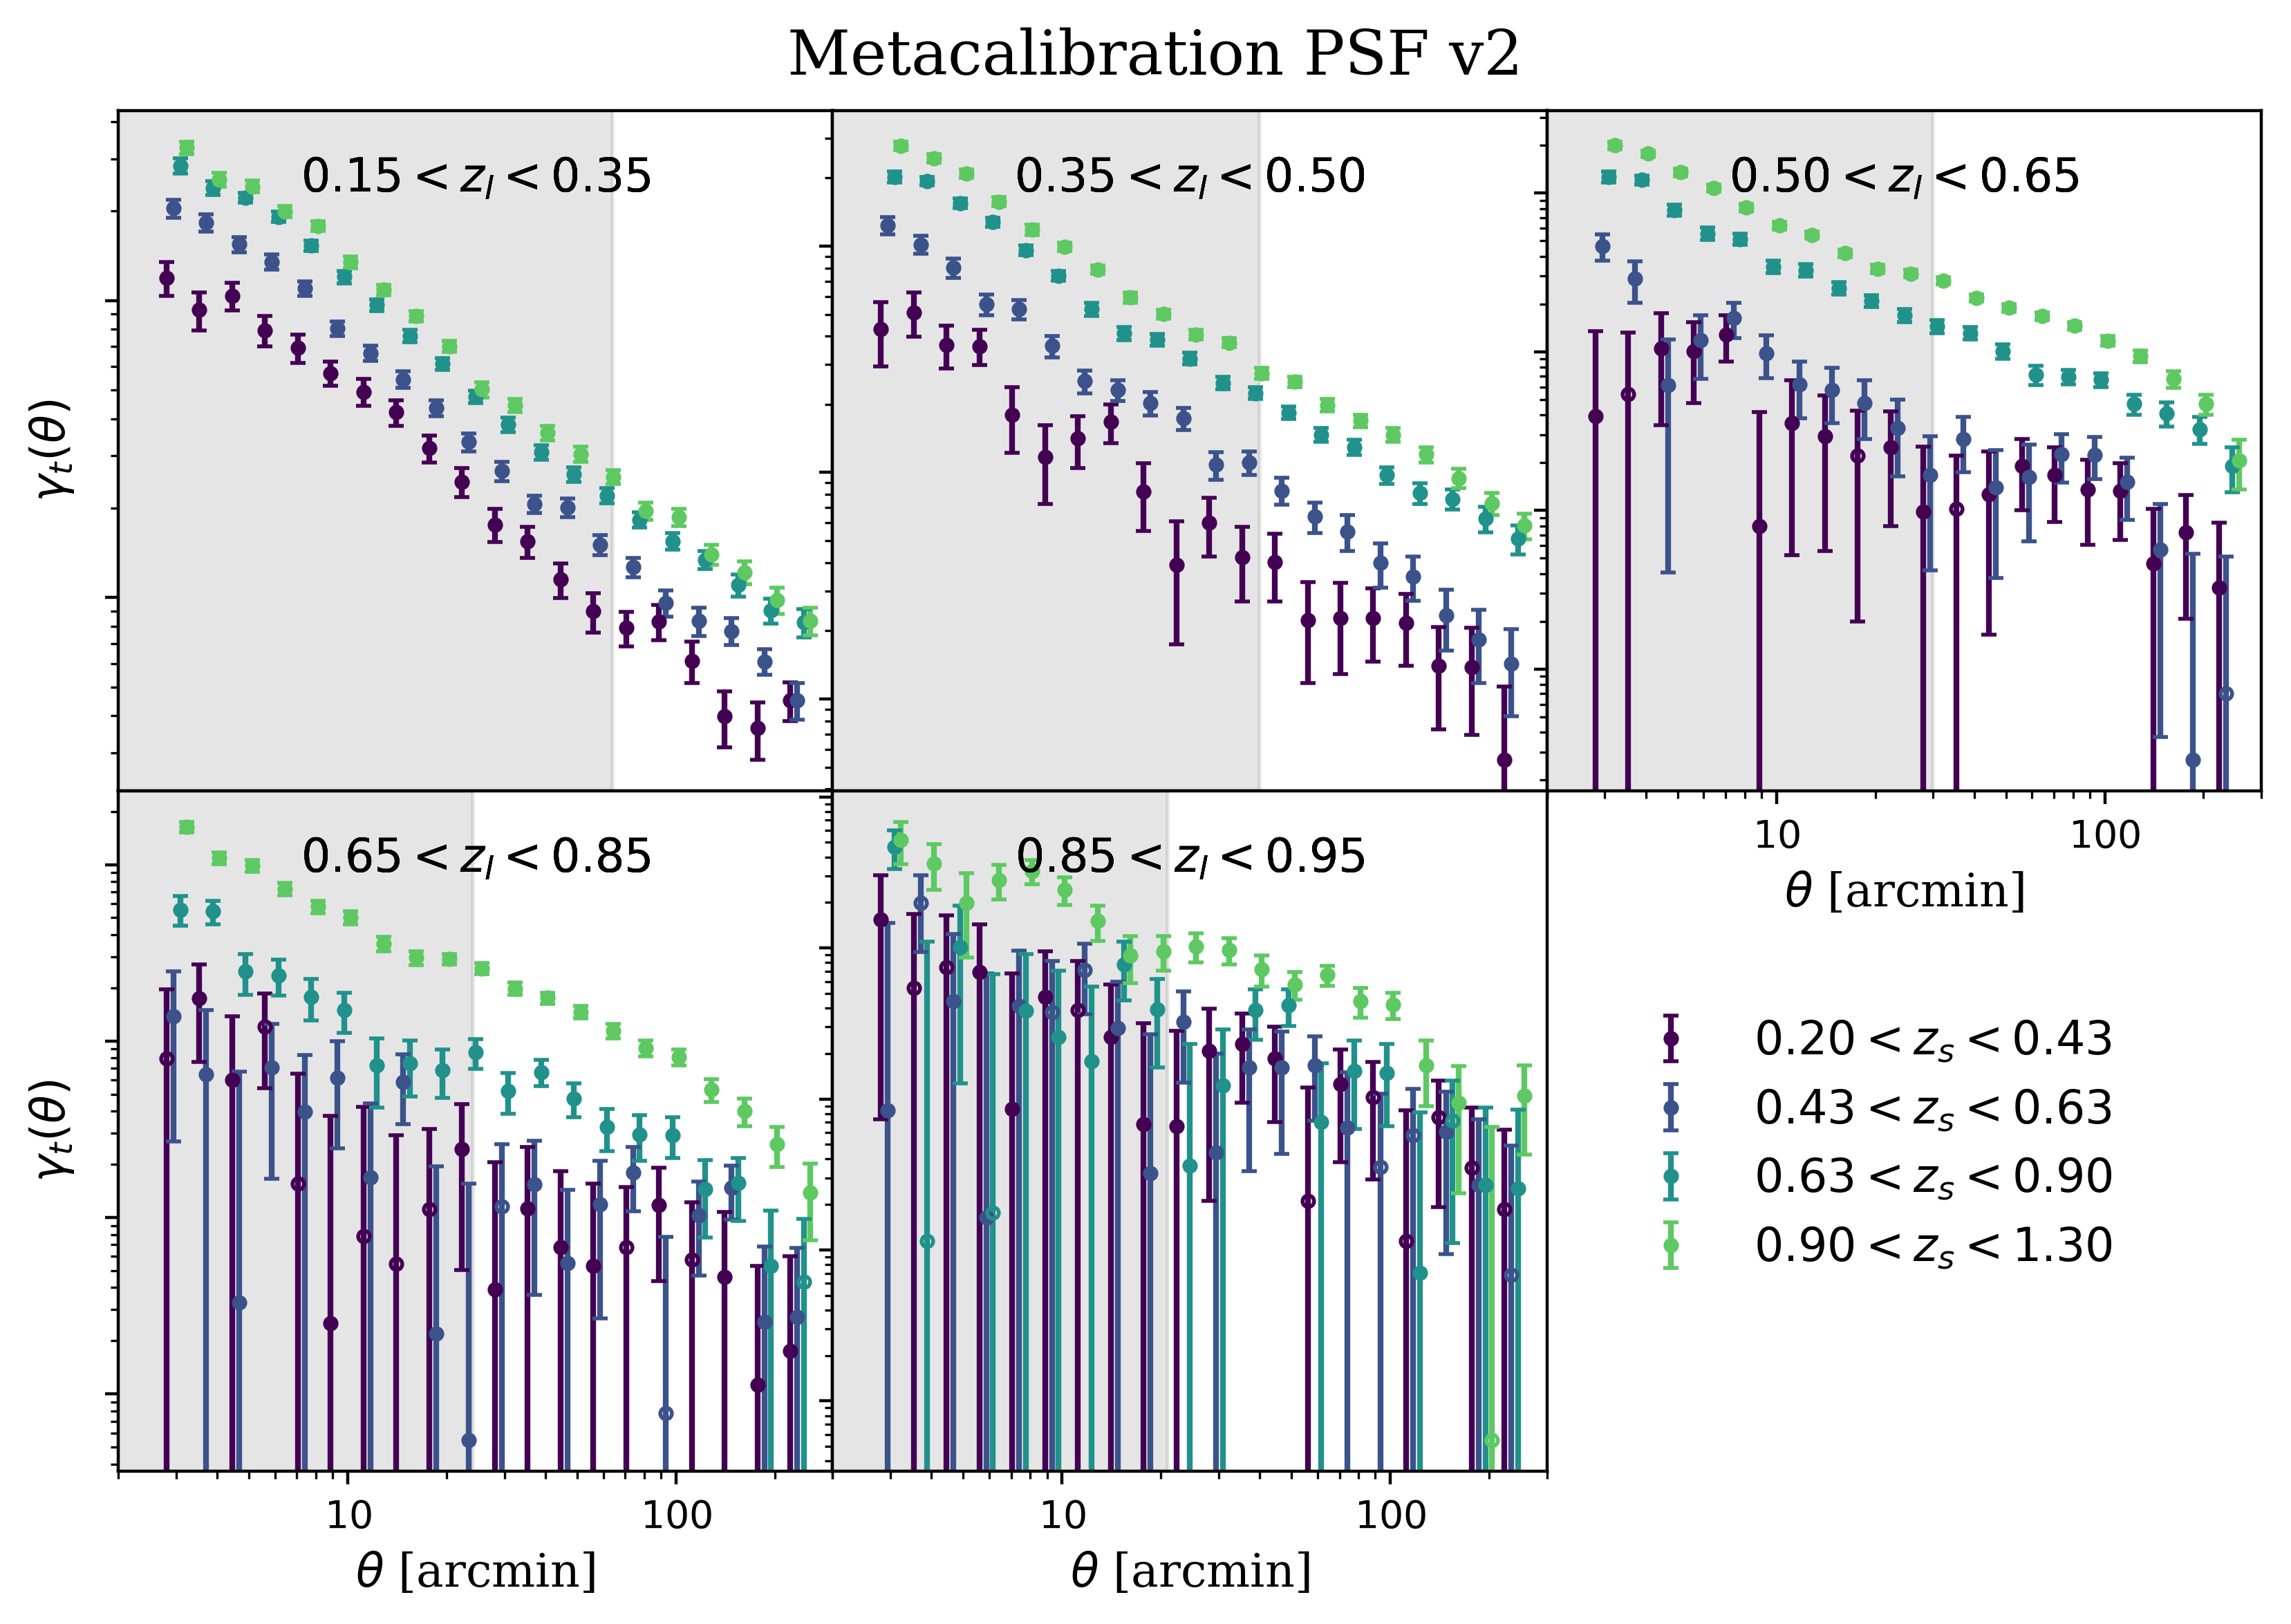 Metacalibration PSF v2
0.15 < z_l < 0.35
0.35 < z_l < 0.50
0.50 < z_l < 0.65
γ_t(θ)
10 100
θ [arcmin]
0.65 < z_l < 0.85
0.85 < z_l < 0.95
γ_t(θ)
0.20 < z_s < 0.43
0.43 < z_s < 0.63
0.63 < z_s < 0.90
0.90 < z_s < 1.30
10 100
10 100
θ [arcmin]
θ [arcmin]